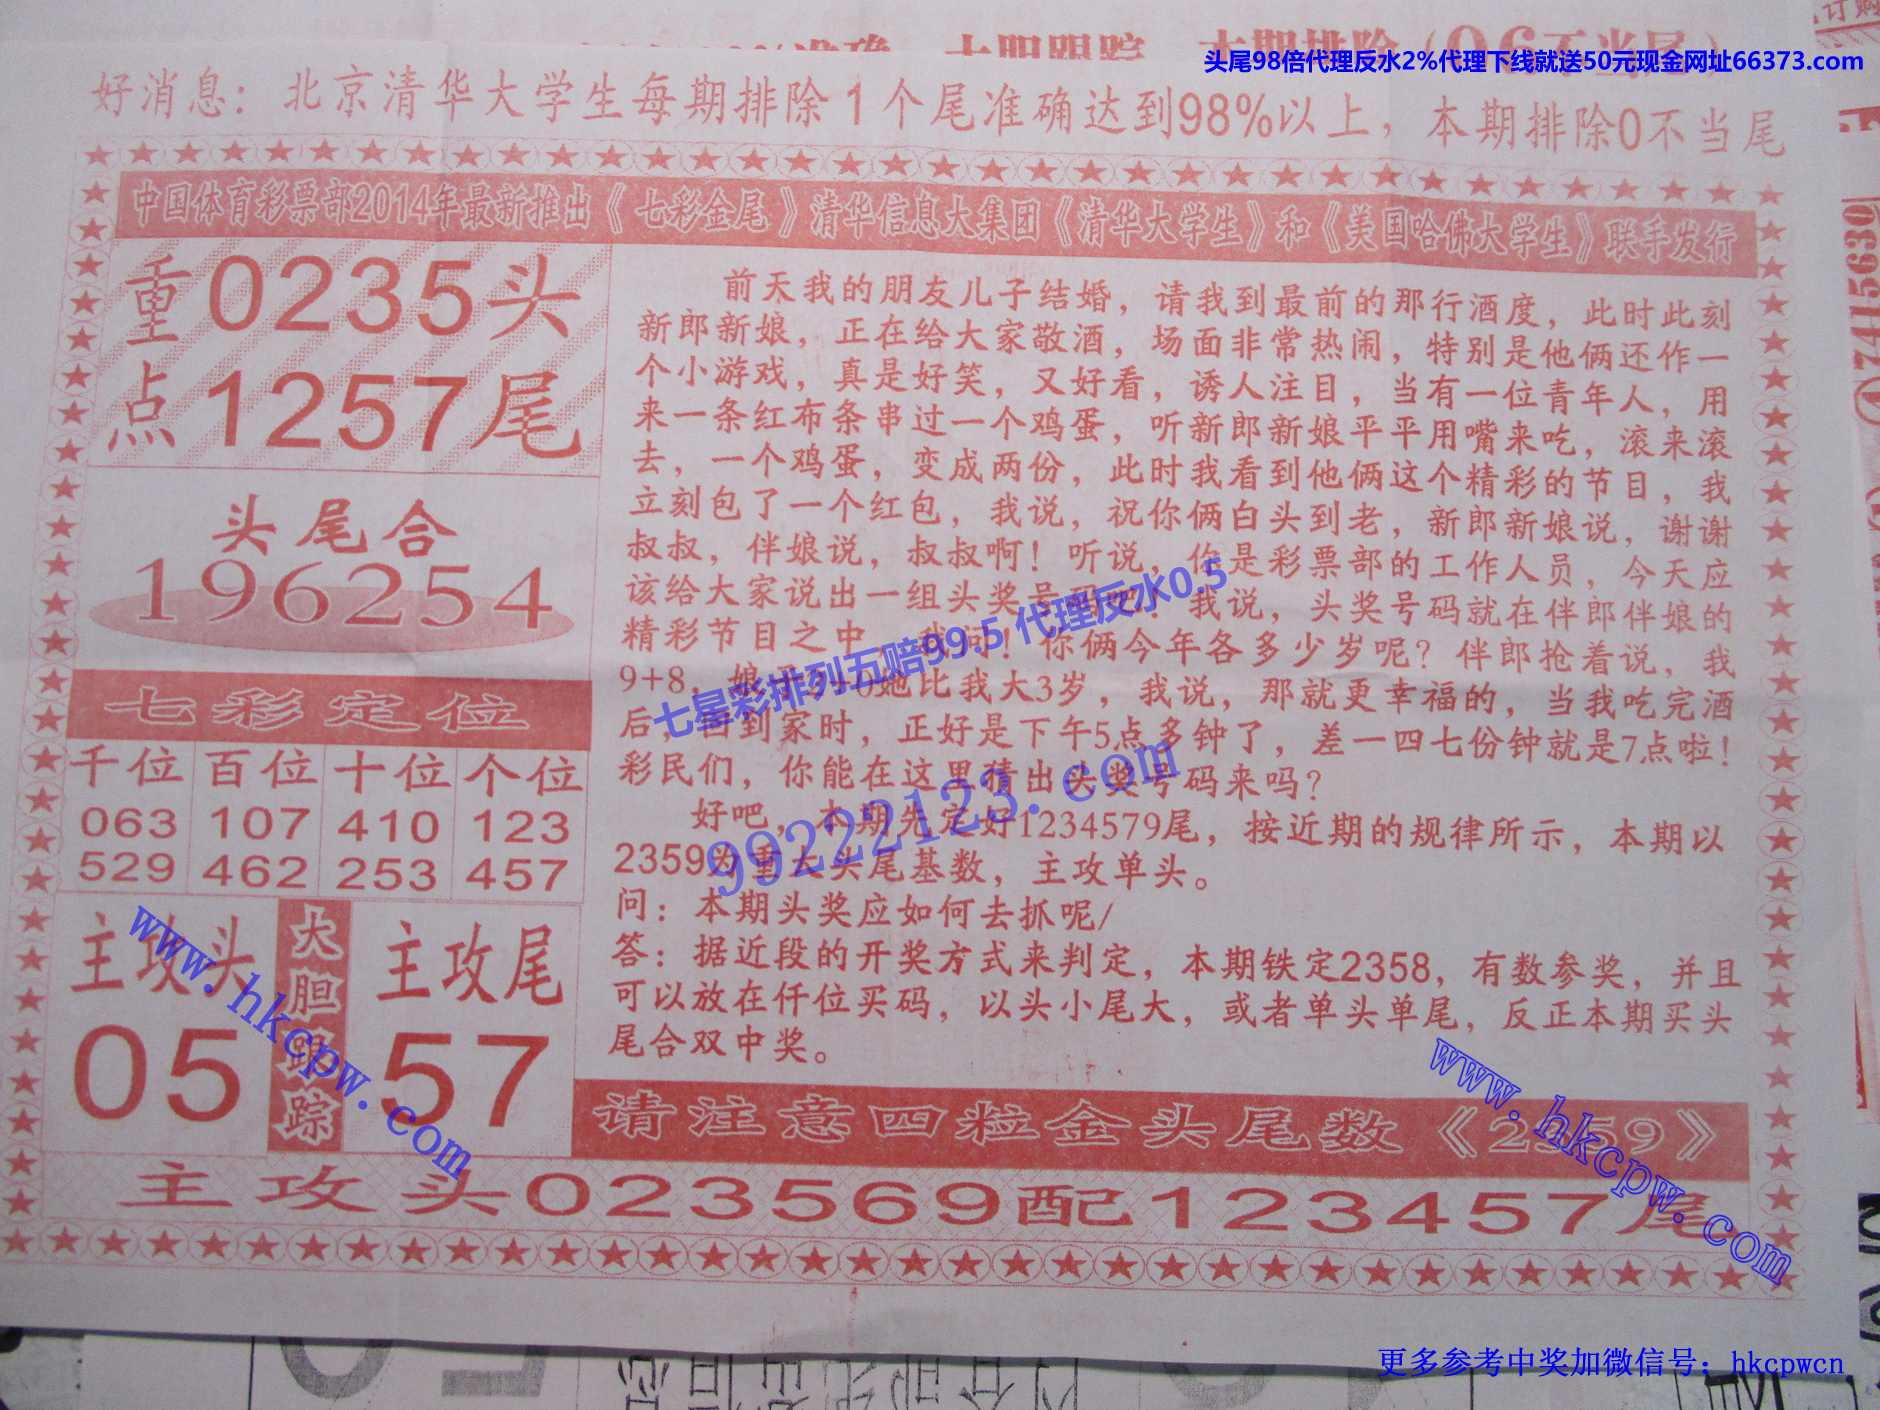 头尾98倍代理反水2%代理下线就送50元现金网址66373.com
好消息：北京清华大学生每期排除1个尾准确达到98%以上，本期排除0不当尾
中国体育彩票部2014年最新推出《七彩金尾》清华信息大集团《清华大学生》和《美国哈佛大学生》联手发行
重0235头
点1257尾
头尾合
196254
七彩定位
千位 百位 十位 个位
063 107 410 123
529 462 253 457
主攻头
05
大胆跟踪
主攻尾
57
前天我的朋友儿子结婚，请我到最前的那行酒度，此时此刻
新郎新娘，正在给大家敬酒，场面非常热闹，特别是他俩还作一
个小游戏，真是好笑，又好看，诱人注目，当有一位青年人，用
来一条红布条串过一个鸡蛋，听新郎新娘平平用嘴来吃，滚来滚
去，一个鸡蛋，变成两份，此时我看到他俩这个精彩的节目，我
立刻包了一个红包，我说，祝你俩白头到老，新郎新娘说，谢谢
叔叔，伴娘说，叔叔啊！听说，你是彩票部的工作人员，今天应
该给大家说出一组头奖号码吧！我说，头奖号码就在伴郎伴娘的
精彩节目之中，我问！你俩今年各多少岁呢？伴郎抢着说，我
9+8，娘 0她比我大3岁，我说，那就更幸福的，当我吃完酒
后，回到家时，正好是下午5点多钟了，差一四七份钟就是7点啦！
彩民们，你能在这里猜出头奖号码来吗？
好吧，本期先定好1234579尾，按近期的规律所示，本期以
2359为重大头尾基数，主攻单头。
问：本期头奖应如何去抓呢/
答：据近段的开奖方式来判定，本期铁定2358，有数参奖，并且
可以放在仟位买码，以头小尾大，或者单头单尾，反正本期买头
尾合双中奖。
请注意四粒金头尾数《2359》
主攻头023569配123457尾
七星彩排列五赔99.5 代理反水0.5
99222123.com
www.hkcpw.com
www.hkcpw.com
更多参考中奖加微信号：hkcpwcn